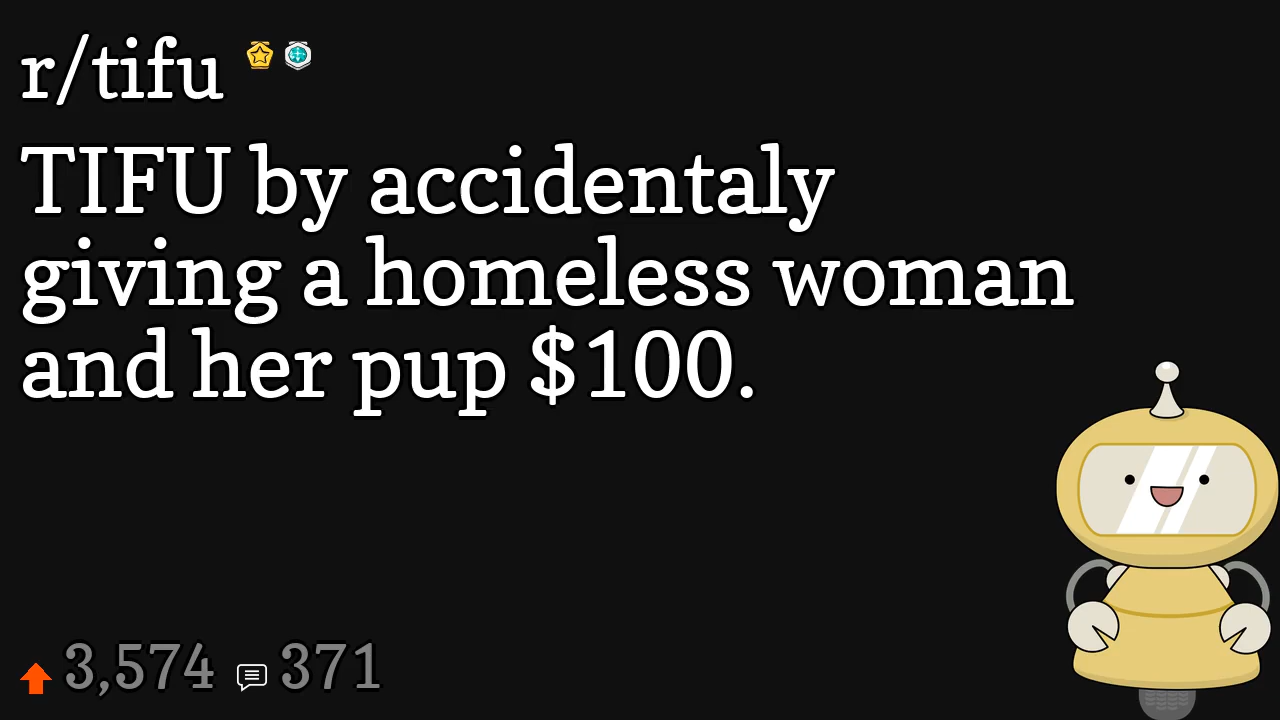 r/tifu
TIFU by accidentaly
giving a homeless woman
and her pup $100.
3,574 371